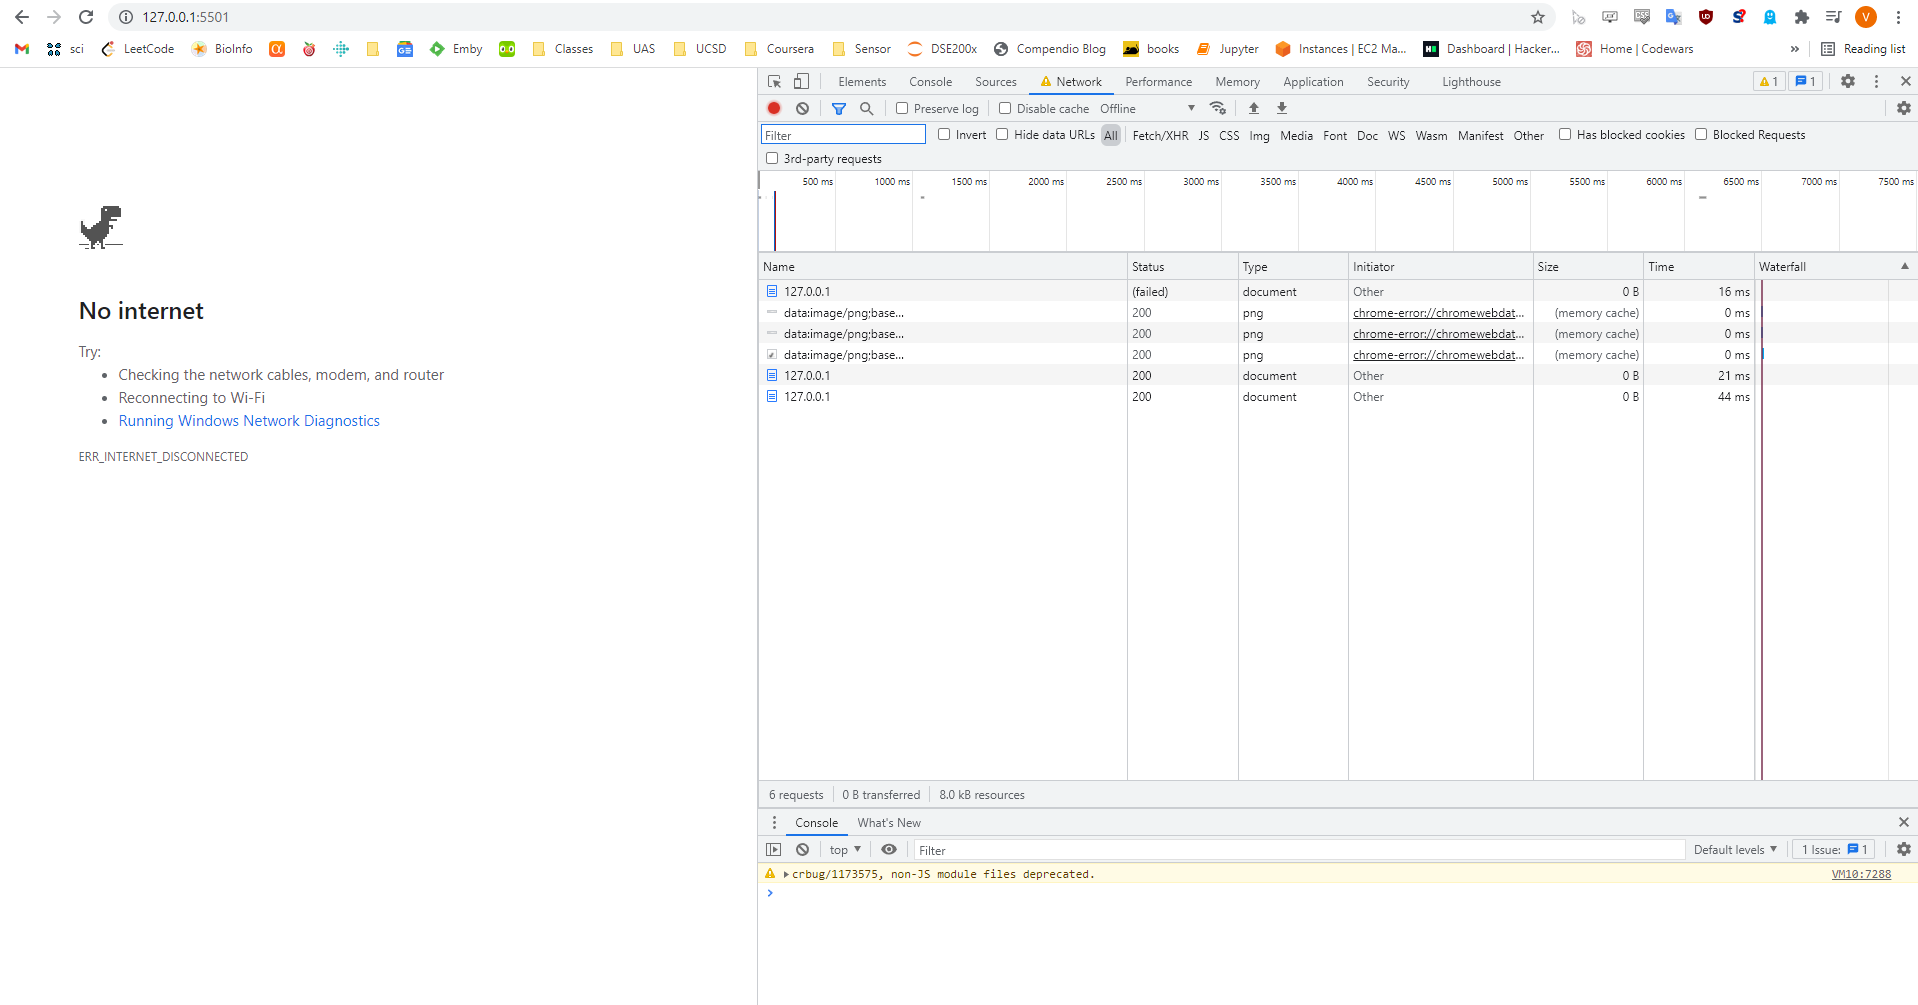 127.0.0.1:5501
sci LeetCode BioInfo Emby Classes UAS UCSD Coursera Sensor DSE200x Compendio Blog books Jupyter Instances | EC2 Ma... Dashboard | Hacker... Home | Codewars » Reading list
Elements Console Sources Network Performance Memory Application Security Lighthouse 1 1
Preserve log Disable cache Offline
Filter Invert Hide data URLs All Fetch/XHR JS CSS Img Media Font Doc WS Wasm Manifest Other Has blocked cookies Blocked Requests
3rd-party requests
500 ms 1000 ms 1500 ms 2000 ms 2500 ms 3000 ms 3500 ms 4000 ms 4500 ms 5000 ms 5500 ms 6000 ms 6500 ms 7000 ms 7500 ms
Name Status Type Initiator Size Time Waterfall
127.0.0.1 (failed) document Other 0 B 16 ms
data:image/png;base... 200 png chrome-error://chromewebdat... (memory cache) 0 ms
data:image/png;base... 200 png chrome-error://chromewebdat... (memory cache) 0 ms
data:image/png;base... 200 png chrome-error://chromewebdat... (memory cache) 0 ms
127.0.0.1 200 document Other 0 B 21 ms
127.0.0.1 200 document Other 0 B 44 ms
6 requests 0 B transferred 8.0 kB resources
Console What's New
top Filter Default levels 1 Issue: 1
crbug/1173575, non-JS module files deprecated. VM10:7288
No internet
Try:
• Checking the network cables, modem, and router
• Reconnecting to Wi-Fi
• Running Windows Network Diagnostics
ERR_INTERNET_DISCONNECTED